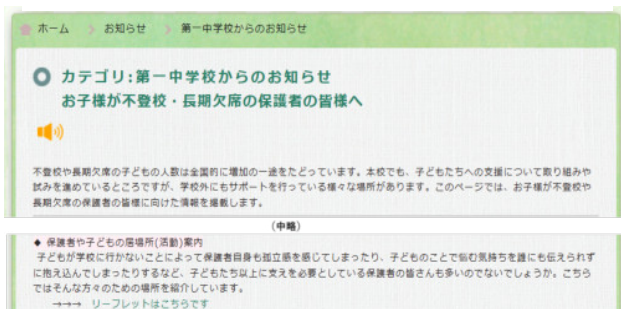 ホーム　お知らせ　第一中学校からのお知らせ
カテゴリ:第一中学校からのお知らせ
お子様が不登校・長期欠席の保護者の皆様へ
不登校や長期欠席の子どもの人数は全国的に増加の一途をたどっています。本校でも、子どもたちへの支援について取り組みや
試みを進めているところですが、学校外にもサポートを行っている様々な場所があります。このページでは、お子様が不登校や
長期欠席の保護者の皆様に向けた情報を掲載します。
(中略)
◆ 保護者や子どもの居場所(活動)案内
子どもが学校に行かないことによって保護者自身も孤立感を感じてしまったり、子どものことで悩む気持ちを誰にも伝えられず
に抱え込んでしまったりするなど、子どもたち以上に支えを必要としている保護者の皆さんも多いのでないでしょうか。こちら
ではそんな方々のための場所を紹介しています。
→→→ リーフレットはこちらです